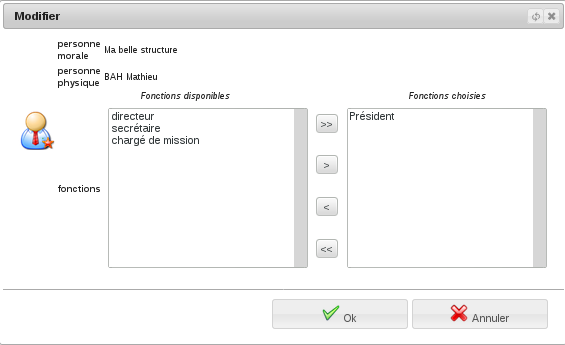 Modifier
personne
morale
Ma belle structure
personne
physique
BAH Mathieu
Fonctions disponibles
Fonctions choisies
directeur
secrétaire
chargé de mission
Président
>>
>
<
<<
fonctions
Ok
Annuler